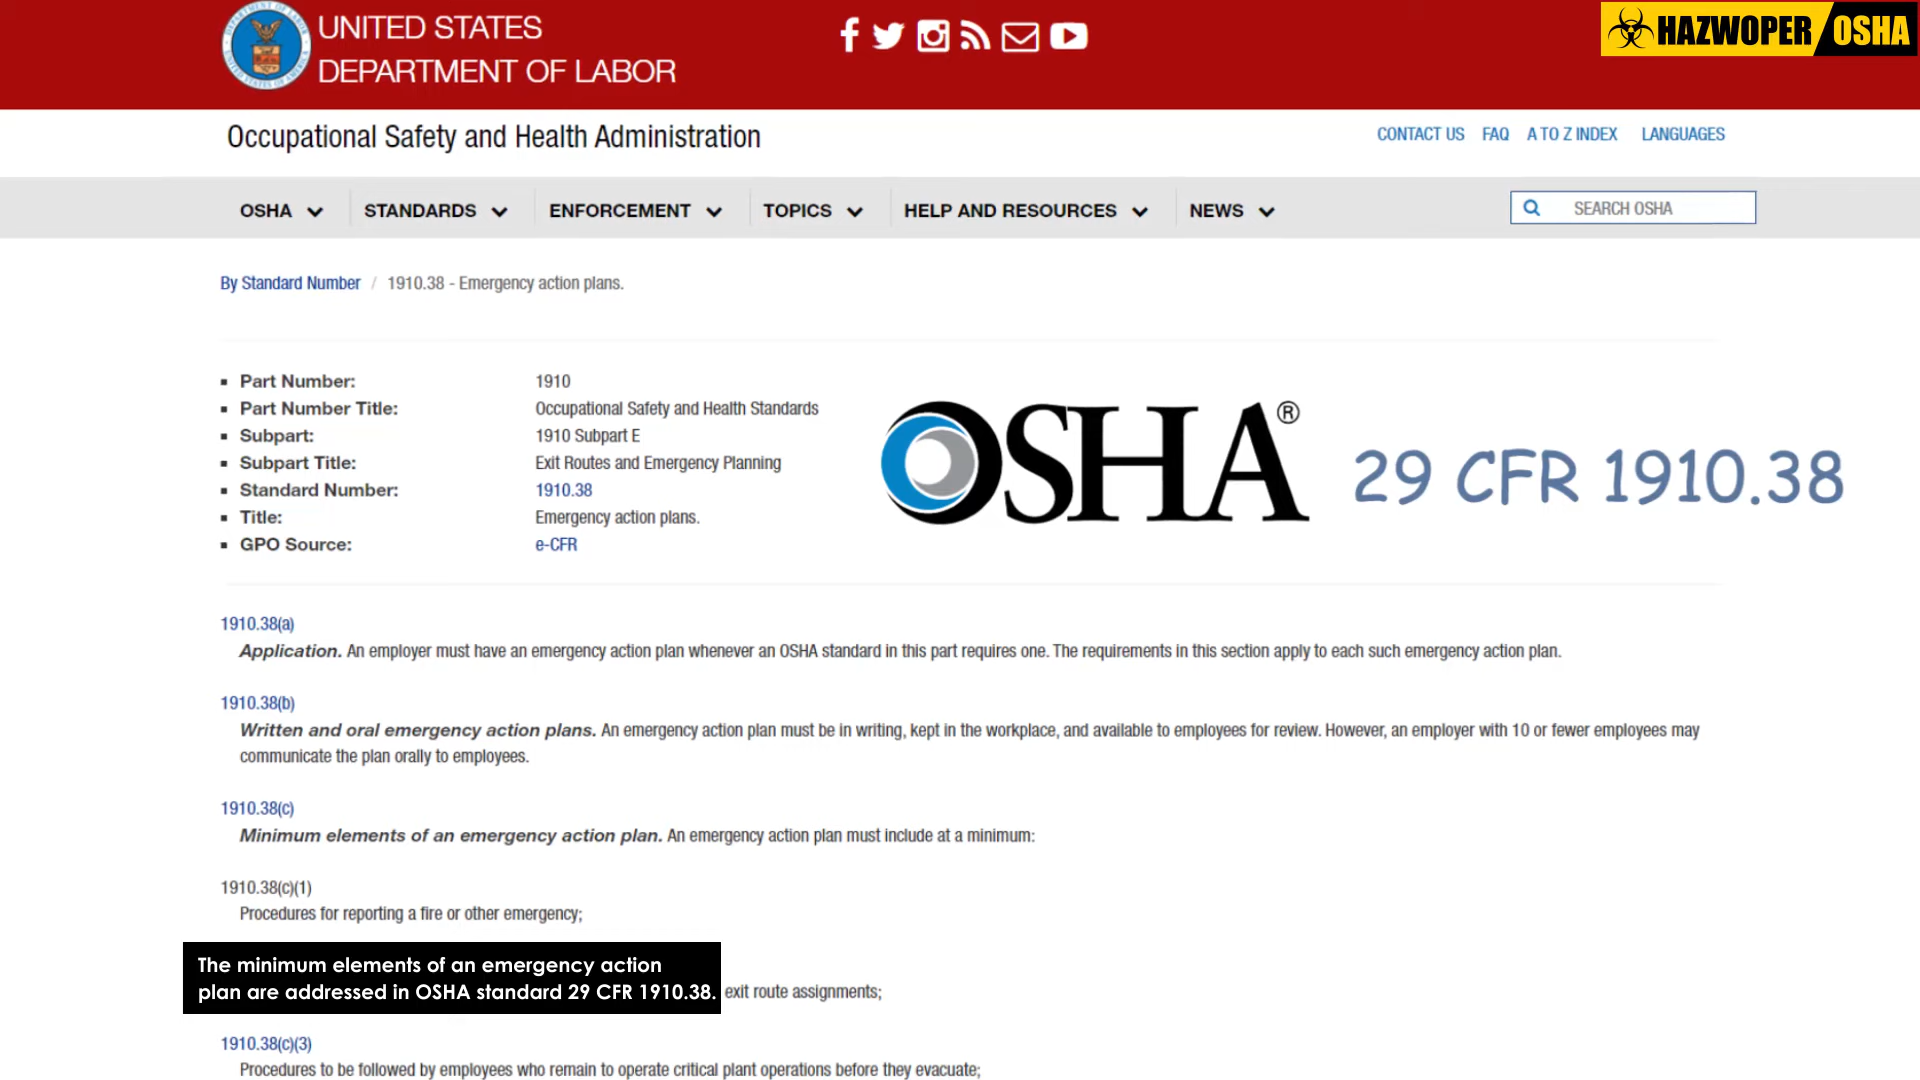 UNITED STATES
DEPARTMENT OF LABOR
HAZWOPER OSHA
Occupational Safety and Health Administration
CONTACT US FAQ A TO Z INDEX LANGUAGES
OSHA STANDARDS ENFORCEMENT TOPICS HELP AND RESOURCES NEWS SEARCH OSHA
By Standard Number / 1910.38 - Emergency action plans.
Part Number: 1910
Part Number Title: Occupational Safety and Health Standards
Subpart: 1910 Subpart E
Subpart Title: Exit Routes and Emergency Planning
Standard Number: 1910.38
Title: Emergency action plans.
GPO Source: e-CFR
OSHA®
29 CFR 1910.38
1910.38(a)
Application. An employer must have an emergency action plan whenever an OSHA standard in this part requires one. The requirements in this section apply to each such emergency action plan.
1910.38(b)
Written and oral emergency action plans. An emergency action plan must be in writing, kept in the workplace, and available to employees for review. However, an employer with 10 or fewer employees may
communicate the plan orally to employees.
1910.38(c)
Minimum elements of an emergency action plan. An emergency action plan must include at a minimum:
1910.38(c)(1)
Procedures for reporting a fire or other emergency;
The minimum elements of an emergency action
plan are addressed in OSHA standard 29 CFR 1910.38.
exit route assignments;
1910.38(c)(3)
Procedures to be followed by employees who remain to operate critical plant operations before they evacuate;